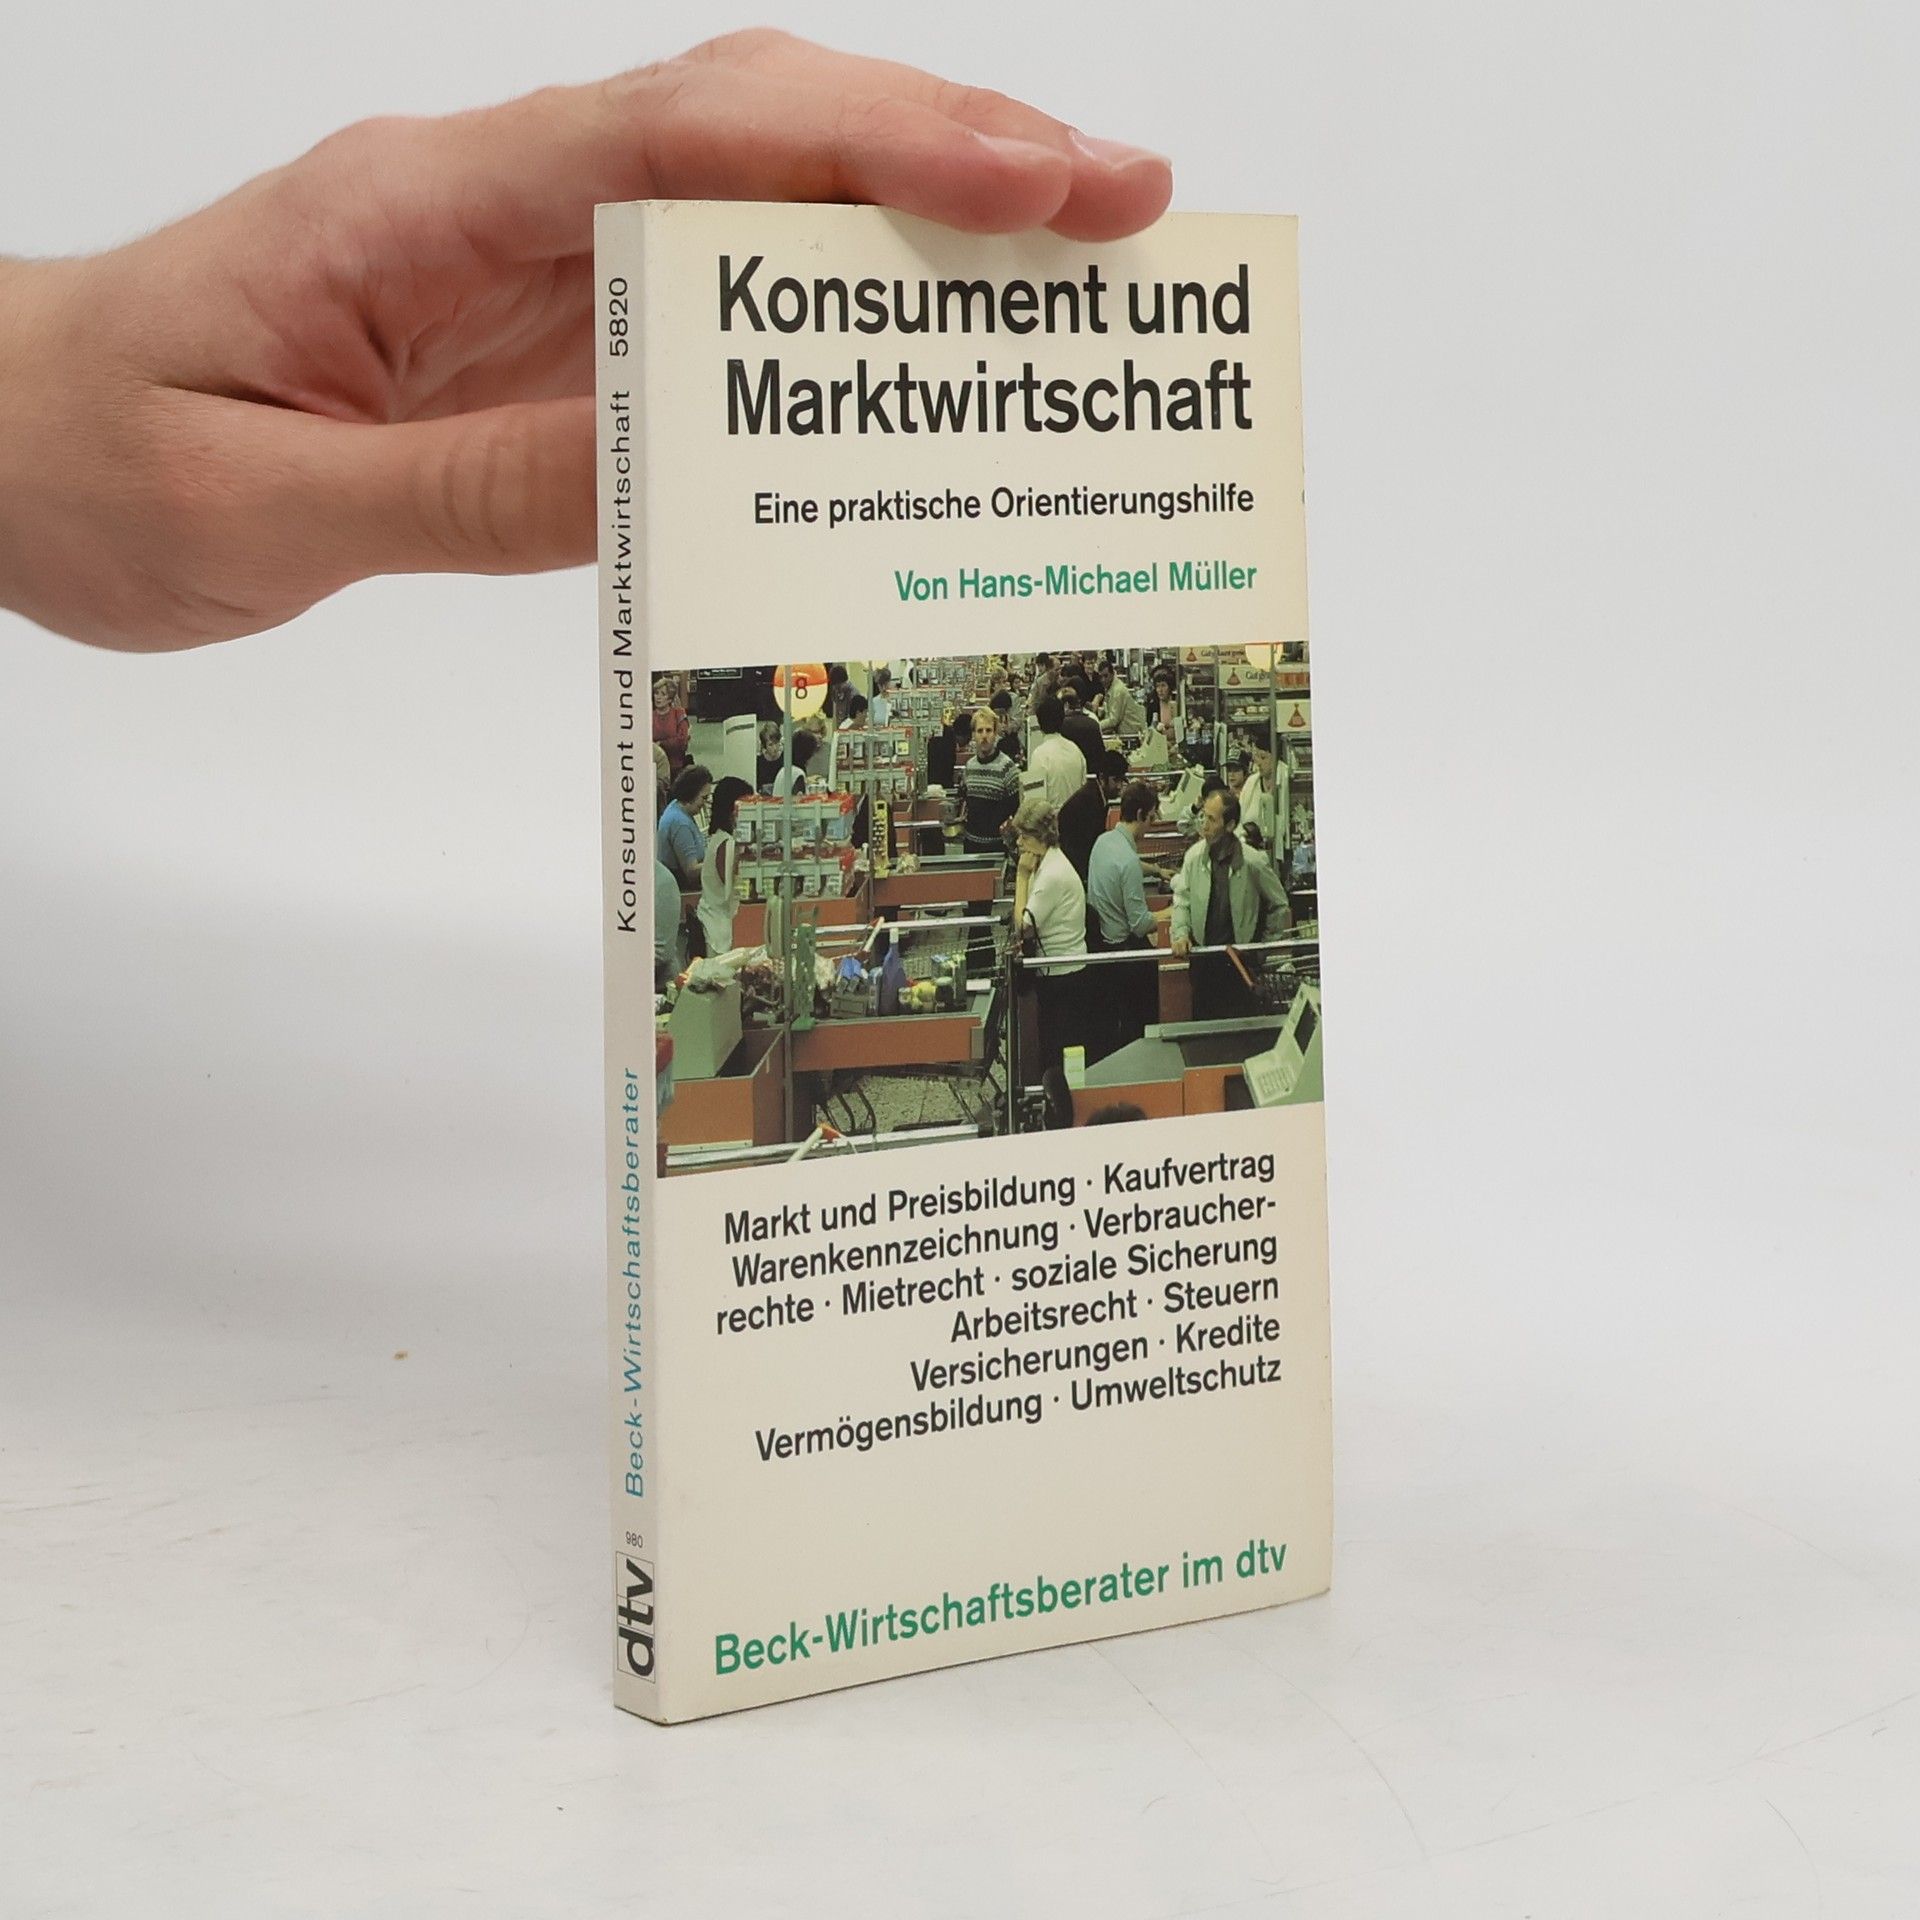 Konsument und
Marktwirtschaft
Eine praktische Orientierungshilfe
Von Hans-Michael Müller
8
Markt und Preisbildung · Kaufvertrag
Warenkennzeichnung · Verbraucher-
rechte · Mietrecht · soziale Sicherung
Arbeitsrecht · Steuern
Versicherungen · Kredite
Vermögensbildung · Umweltschutz
Beck-Wirtschaftsberater im dtv
dtv 980 Beck-Wirtschaftsberater Konsument und Marktwirtschaft 5820